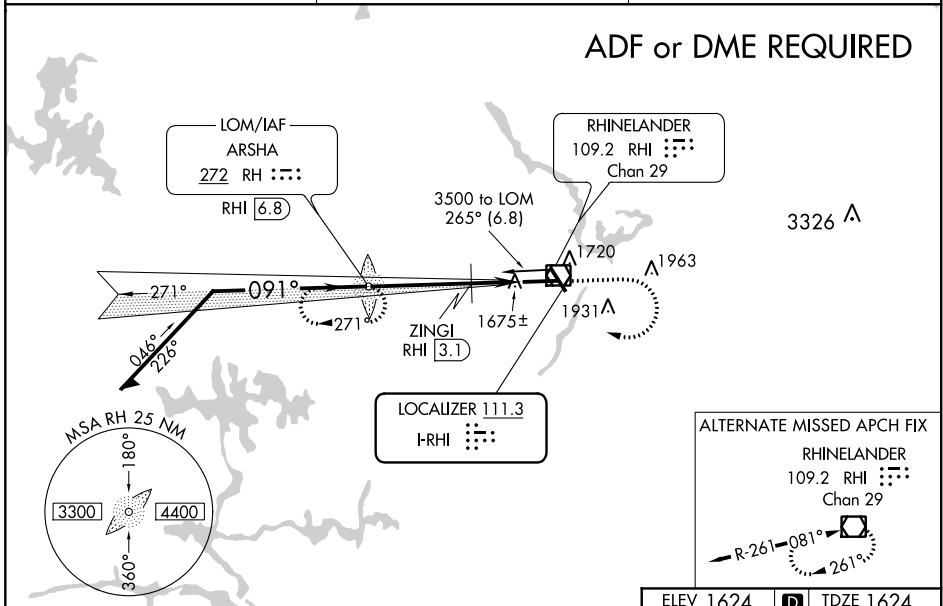 ADF or DME REQUIRED
LOM/IAF
ARSHA
272 RH
RHI 6.8
RHINELANDER
109.2 RHI
Chan 29
3500 to LOM
265° (6.8)
3326
1720
1963
271°
091°
271°
1675±
1931
ZINGI
RHI 3.1
046°
226°
LOCALIZER 111.3
I-RHI
MSA RH 25 NM
180°
3300
4400
360°
ALTERNATE MISSED APCH FIX
RHINELANDER
109.2 RHI
Chan 29
R-261
081°
261°
ELEV 1624 D TDZE 1624